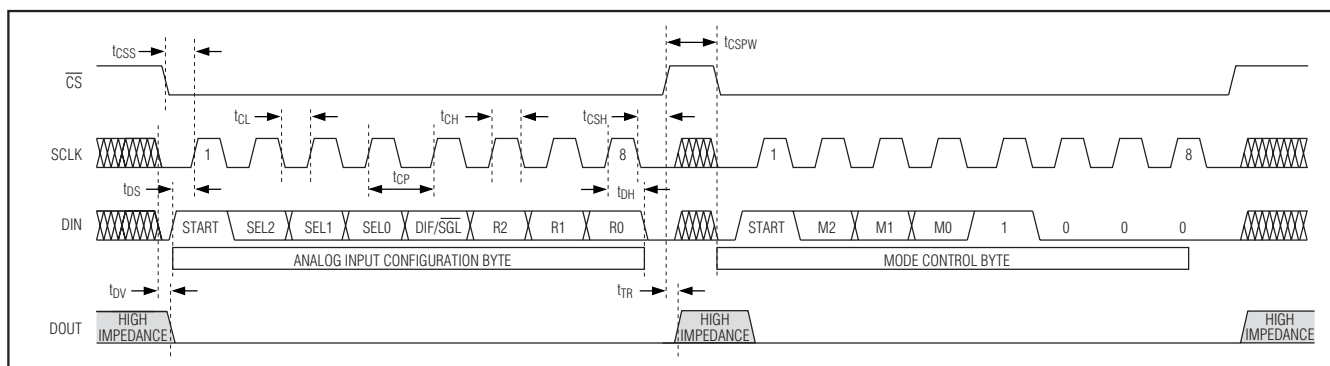 tCSS
tCSPW
CS
tCL
tCH
tCSH
SCLK
1
8
1
8
tCP
tDS
tDH
DIN
START SEL2 SEL1 SEL0 DIF/SGL R2 R1 R0
START M2 M1 M0 1 0 0 0
ANALOG INPUT CONFIGURATION BYTE
MODE CONTROL BYTE
tDV
tTR
DOUT
HIGH
IMPEDANCE
HIGH
IMPEDANCE
HIGH
IMPEDANCE